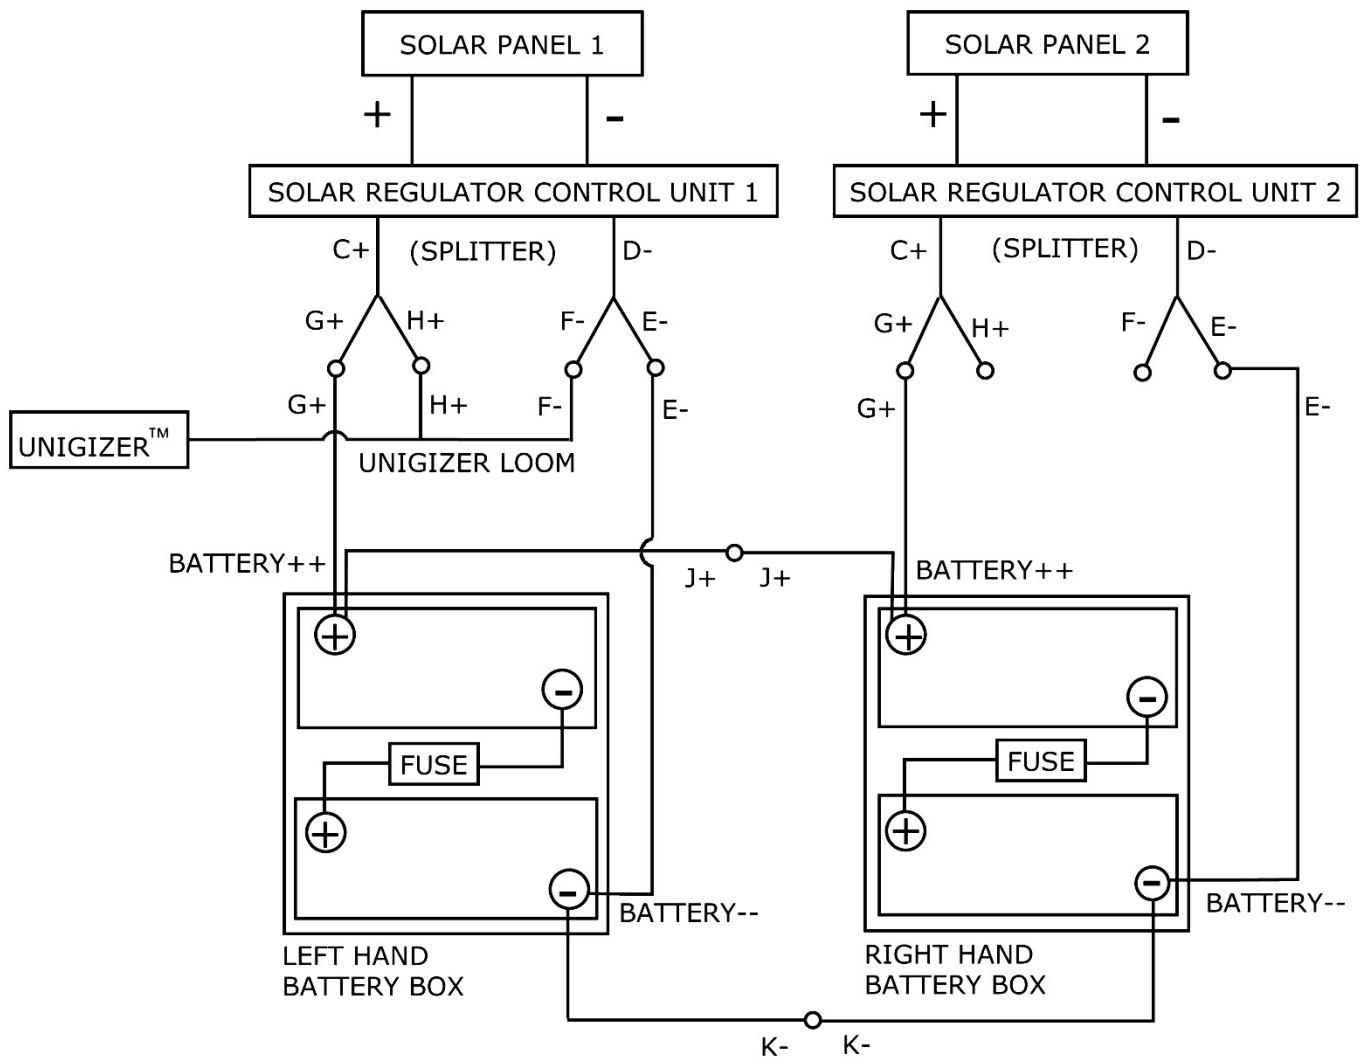 SOLAR PANEL 1
SOLAR PANEL 2
+
-
+
-
SOLAR REGULATOR CONTROL UNIT 1
SOLAR REGULATOR CONTROL UNIT 2
C+
(SPLITTER)
D-
C+
(SPLITTER)
D-
G+
H+
F-
E-
G+
H+
F-
E-
G+
H+
F-
E-
G+
E-
UNIGIZER™
UNIGIZER LOOM
BATTERY++
J+
J+
BATTERY++
+
-
+
-
FUSE
FUSE
+
-
+
-
BATTERY--
BATTERY--
LEFT HAND
BATTERY BOX
RIGHT HAND
BATTERY BOX
K-
K-